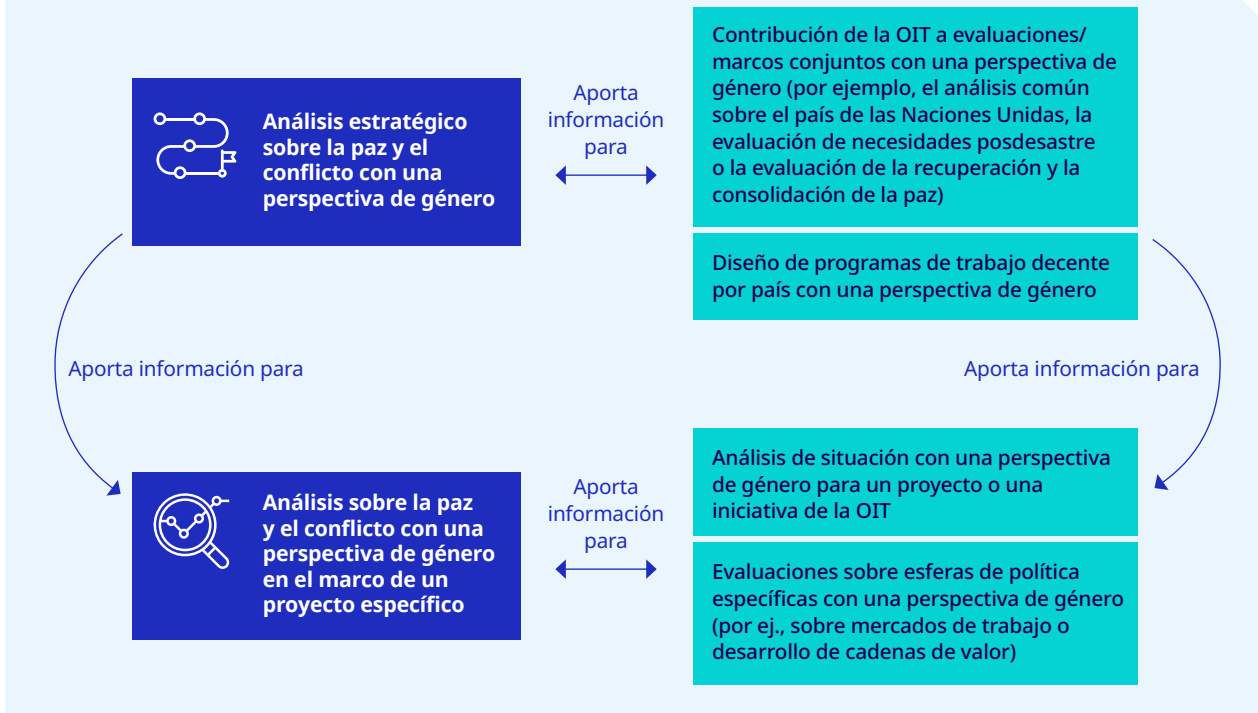 Análisis estratégico
sobre la paz y el
conflicto con una
perspectiva de género
Aporta
información
para
Contribución de la OIT a evaluaciones/
marcos conjuntos con una perspectiva de
género (por ejemplo, el análisis común
sobre el país de las Naciones Unidas, la
evaluación de necesidades posdesastre
o la evaluación de la recuperación y la
consolidación de la paz)
Diseño de programas de trabajo decente
por país con una perspectiva de género
Aporta información para
Aporta información para
Análisis sobre la paz
y el conflicto con una
perspectiva de género
en el marco de un
proyecto específico
Aporta
información
para
Análisis de situación con una perspectiva
de género para un proyecto o una
iniciativa de la OIT
Evaluaciones sobre esferas de política
específicas con una perspectiva de género
(por ej., sobre mercados de trabajo o
desarrollo de cadenas de valor)